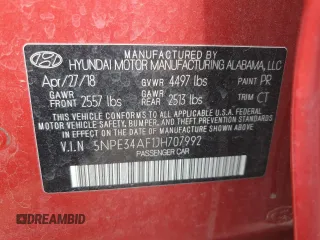 MANUFACTURED BY
HYUNDAI MOTOR MANUFACTURING ALABAMA, LLC
Apr/27/18 GVWR 4497 lbs PAINT PR
GAWR FRONT 2557 lbs GAWR REAR 2513 lbs TRIM CT
THIS VEHICLE CONFORMS TO ALL APPLICABLE U.S.A. FEDERAL
MOTOR VEHICLE SAFETY, BUMPER, AND THEFT PREVENTION
STANDARDS IN EFFECT ON THE DATE OF MANUFACTURE
SHOWN ABOVE.
V.I.N. 5NPE34AF1JH707992
PASSENGER CAR
DREAMBID